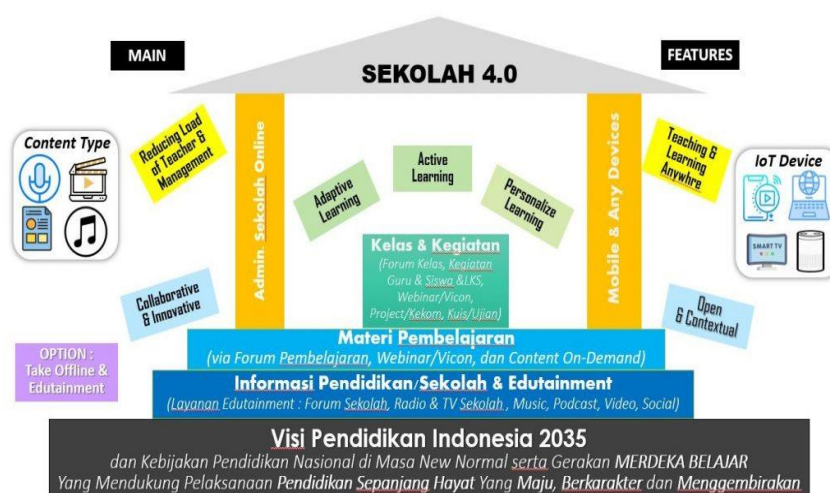 MAIN
FEATURES
SEKOLAH 4.0
Content Type
Reducing Load
of Teacher &
Management
Admin. Sekolah Online
Adaptive
Learning
Active
Learning
Personalize
Learning
Mobile & Any Devices
Teaching &
Learning
Anywhre
IoT Device
SMART TV
Kelas & Kegiatan
(Forum Kelas, Kegiatan
Guru & Siswa &LKS,
Webinar/Vicon,
Project/Kekom, Kuis/Ujian)
Collaborative
& Innovative
Open
& Contextual
OPTION :
Take Offline &
Edutainment
Materi Pembelajaran
(via Forum Pembelajaran, Webinar/Vicon, dan Content On-Demand)
Informasi Pendidikan/Sekolah & Edutainment
(Layanan Edutainment : Forum Sekolah, Radio & TV Sekolah , Music, Podcast, Video, Social)
Visi Pendidikan Indonesia 2035
dan Kebijakan Pendidikan Nasional di Masa New Normal serta Gerakan MERDEKA BELAJAR
Yang Mendukung Pelaksanaan Pendidikan Sepanjang Hayat Yang Maju, Berkarakter dan Menggembirakan